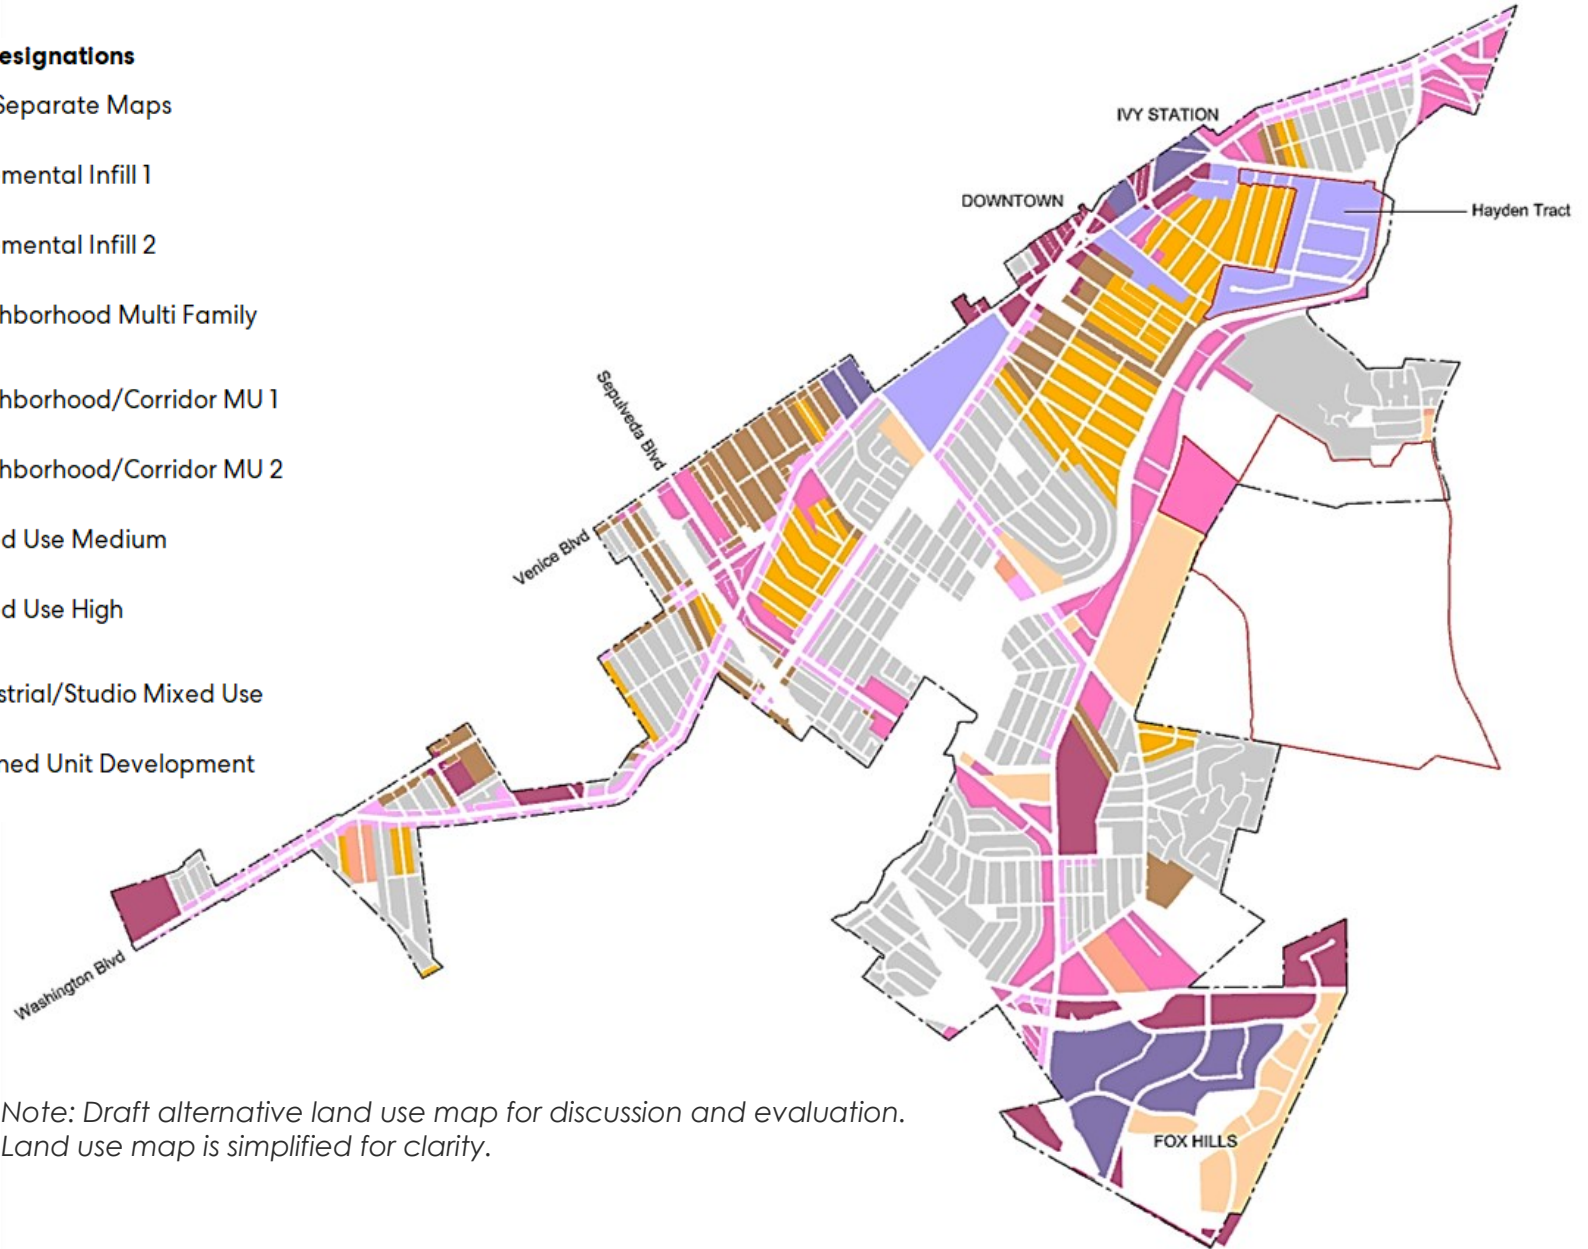 esignations
Separate Maps
mental Infill 1
mental Infill 2
hborhood Multi Family
hborhood/Corridor MU 1
hborhood/Corridor MU 2
d Use Medium
d Use High
strial/Studio Mixed Use
ned Unit Development
IVY STATION
DOWNTOWN
Hayden Tract
Sepulveda Blvd
Venice Blvd
Washington Blvd
FOX HILLS
Note: Draft alternative land use map for discussion and evaluation.
Land use map is simplified for clarity.